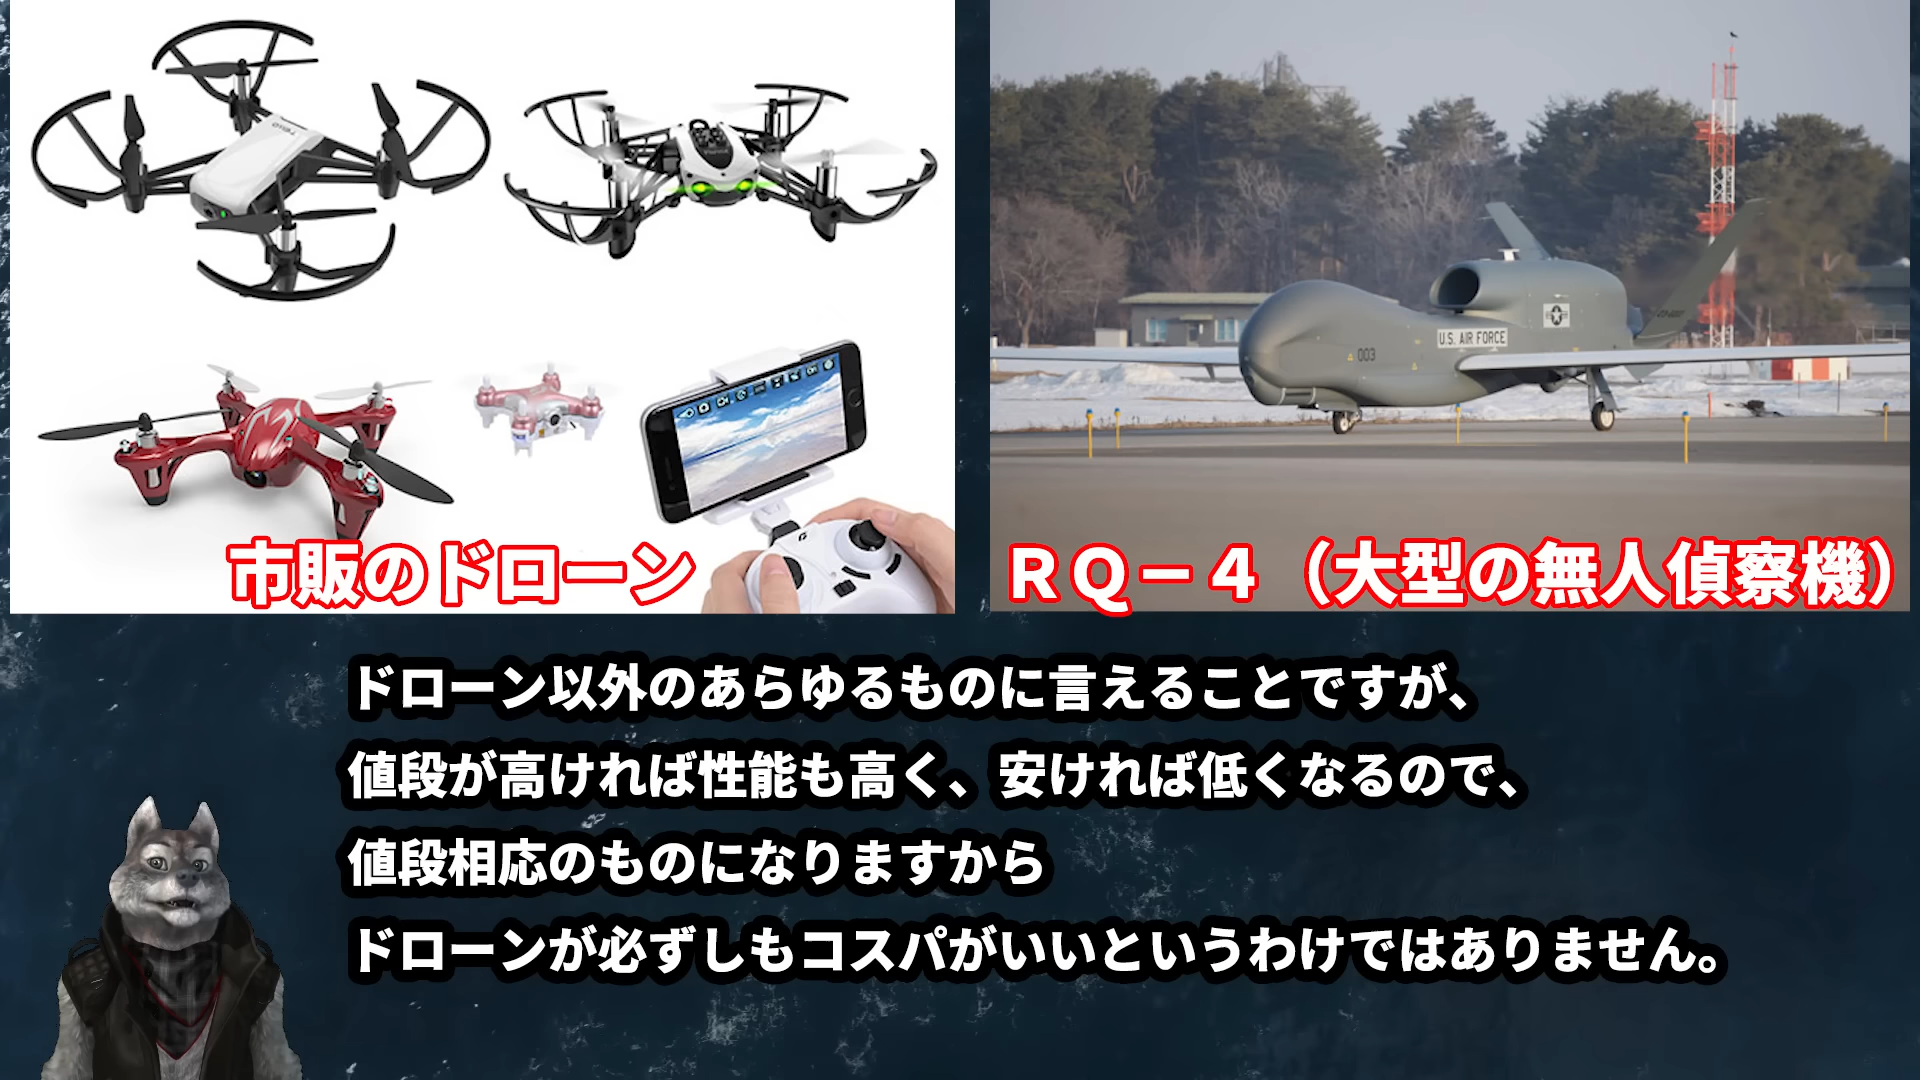 TELLO
U.S. AIR FORCE
003
市販のドローン
RQ－4（大型の無人偵察機）
ドローン以外のあらゆるものに言えることですが、
値段が高ければ性能も高く、安ければ低くなるので、
値段相応のものになりますから
ドローンが必ずしもコスパがいいというわけではありません。